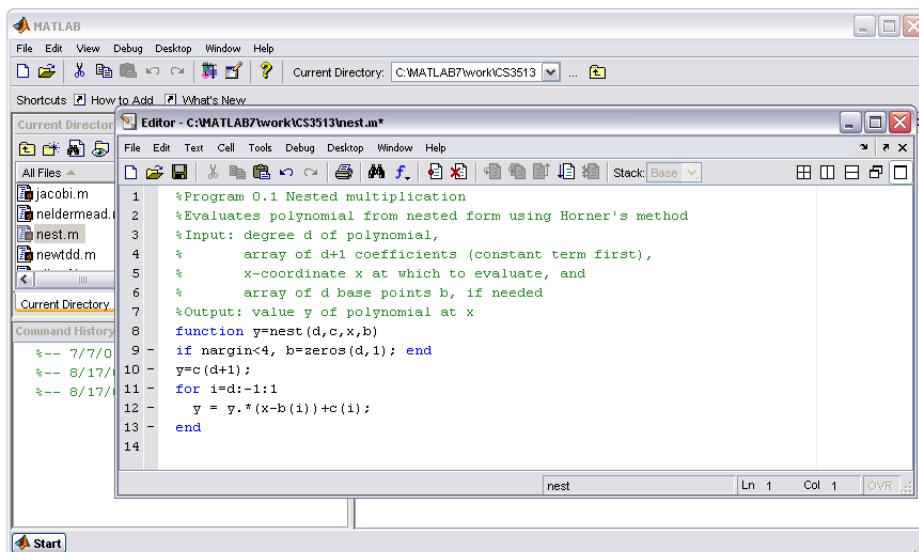 MATLAB
File Edit View Debug Desktop Window Help
Current Directory: C:\MATLAB7\work\CS3513 ...
Shortcuts How to Add What's New
Current Director
All Files
jacobi.m
neldermead.
nest.m
newtdd.m
Current Directory
Command History
%-- 7/7/0
%-- 8/17/
%-- 8/17/
Editor - C:\MATLAB7\work\CS3513\nest.m*
File Edit Text Cell Tools Debug Desktop Window Help
Stack: Base
1 %Program 0.1 Nested multiplication
2 %Evaluates polynomial from nested form using Horner's method
3 %Input: degree d of polynomial,
4 % array of d+1 coefficients (constant term first),
5 % x-coordinate x at which to evaluate, and
6 % array of d base points b, if needed
7 %Output: value y of polynomial at x
8 function y=nest(d,c,x,b)
9 - if nargin<4, b=zeros(d,1); end
10 - y=c(d+1);
11 - for i=d:-1:1
12 - y = y.*(x-b(i))+c(i);
13 - end
14
nest Ln 1 Col 1 OVR
Start